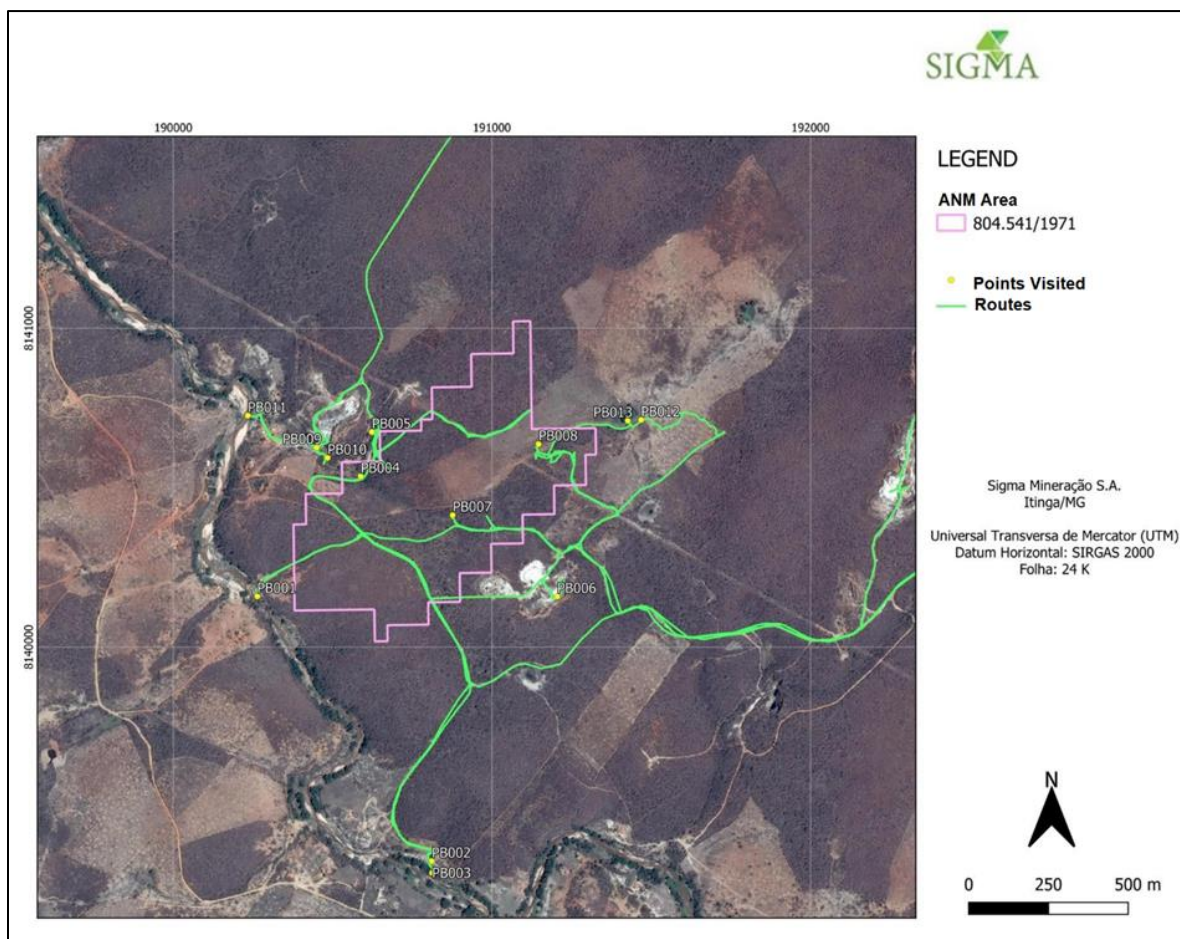 SIGMA
190000
191000
192000
8141000
8140000
PB011
PB009
PB010
PB005
PB004
PB013
PB012
PB008
PB007
PB001
PB006
PB002
PB003
LEGEND
ANM Area
804.541/1971
Points Visited
Routes
Sigma Mineração S.A.
Itinga/MG
Universal Transversa de Mercator (UTM)
Datum Horizontal: SIRGAS 2000
Folha: 24 K
N
0 250 500 m